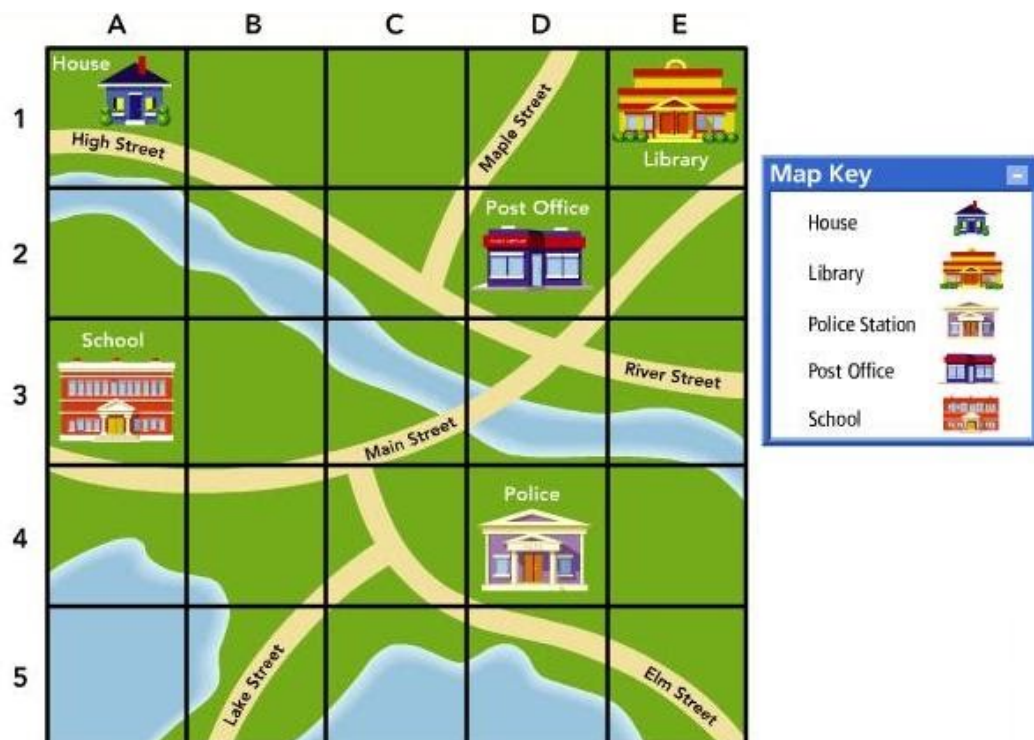 A B C D E
1
2
3
4
5
House
High Street
Maple Street
Library
Post Office
School
River Street
Main Street
Police
Lake Street
Elm Street
Map Key
House
Library
Police Station
Post Office
School